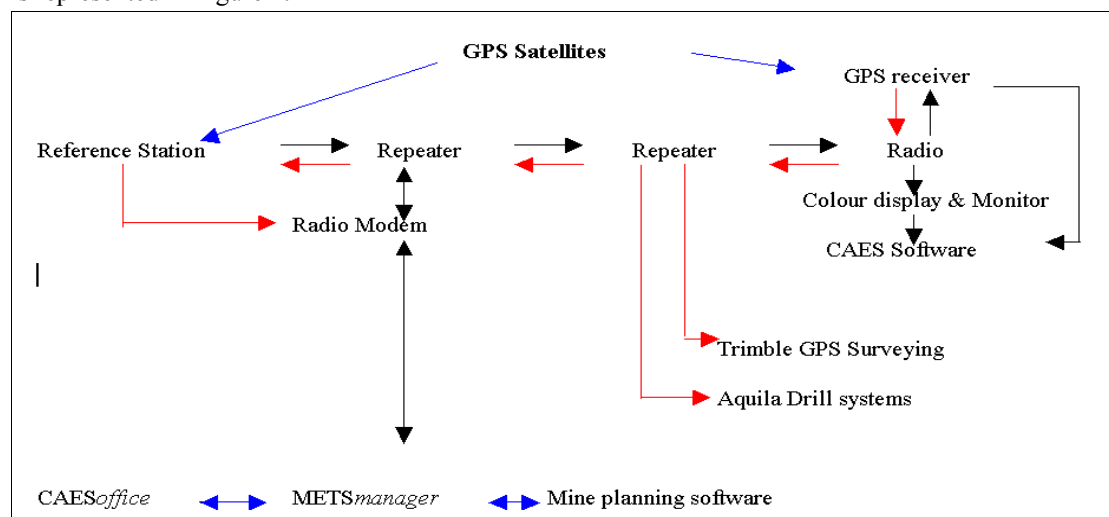 GPS Satellites
GPS receiver
Reference Station Repeater Repeater Radio
Radio Modem
Colour display & Monitor
CAES Software
Trimble GPS Surveying
Aquila Drill systems
CAESoffice METSmanager Mine planning software